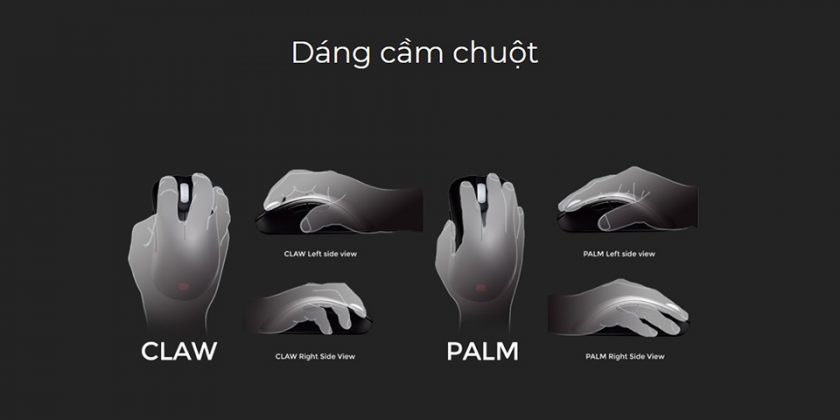 Dáng cầm chuột
CLAW Left side view
PALM Left side view
CLAW
CLAW Right Side View
PALM
PALM Right Side View